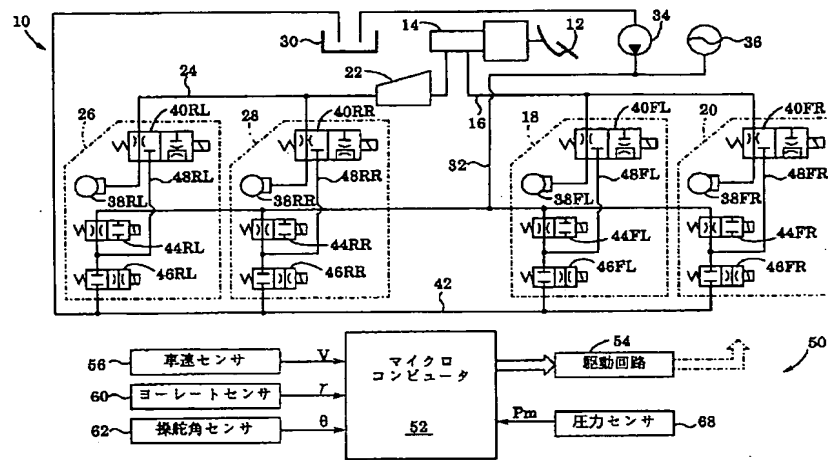 10
30
14
12
34
36
24
22
26
40RL
28
40RR
16
18
40FL
20
40FR
48RL
48RR
32
48FL
48FR
38RL
38RR
38FL
38FR
44RL
44RR
44FL
44FR
46RL
46RR
46FL
46FR
42
56
車速センサ
V
マイクロ
コンピュータ
52
54
駆動回路
50
60
ヨーレートセンサ
γ
62
操舵角センサ
θ
Pm
圧力センサ
68